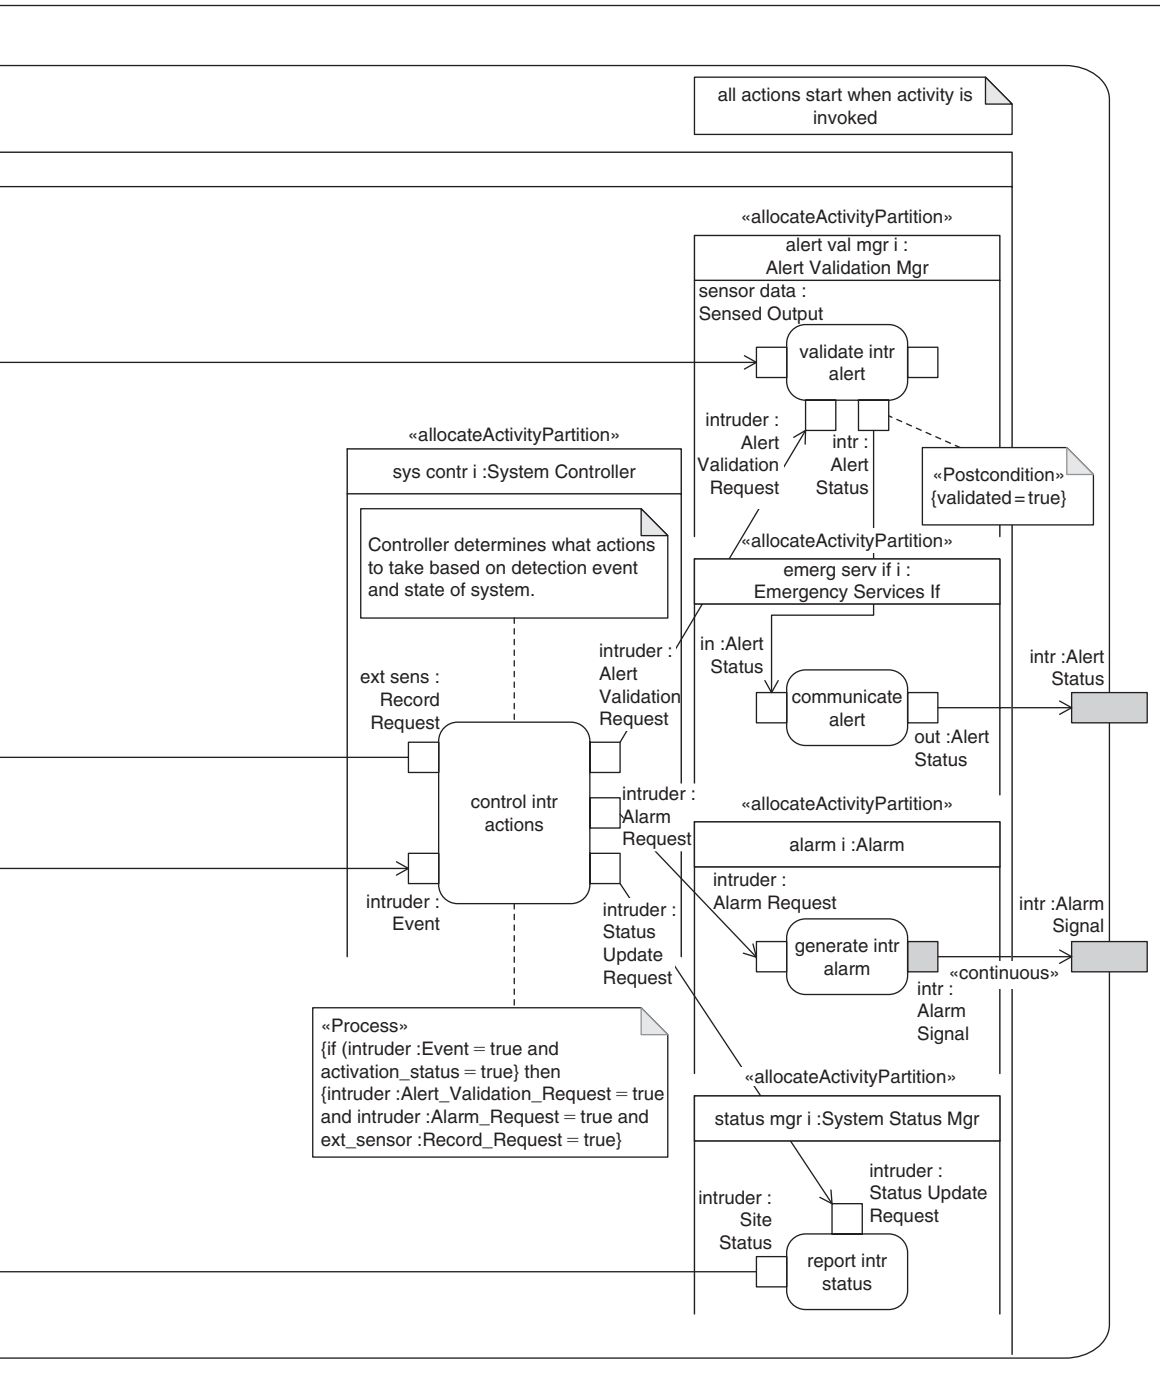 all actions start when activity is
invoked
«allocateActivityPartition»
alert val mgr i :
Alert Validation Mgr
sensor data :
Sensed Output
validate intr
alert
intruder :
Alert
Validation
Request
intr :
Alert
Status
«Postcondition»
{validated = true}
«allocateActivityPartition»
sys contr i :System Controller
Controller determines what actions
to take based on detection event
and state of system.
ext sens :
Record
Request
intruder :
Alert
Validation
Request
control intr
actions
intruder :
Alarm
Request
intruder :
Event
intruder :
Status
Update
Request
«Process»
{if (intruder :Event = true and
activation_status = true} then
{intruder :Alert_Validation_Request = true
and intruder :Alarm_Request = true and
ext_sensor :Record_Request = true}
«allocateActivityPartition»
emerg serv if i :
Emergency Services If
in :Alert
Status
communicate
alert
out :Alert
Status
intr :Alert
Status
«allocateActivityPartition»
alarm i :Alarm
intruder :
Alarm Request
generate intr
alarm
intr :
Alarm
Signal
«continuous»
intr :Alarm
Signal
«allocateActivityPartition»
status mgr i :System Status Mgr
intruder :
Status Update
Request
intruder :
Site
Status
report intr
status